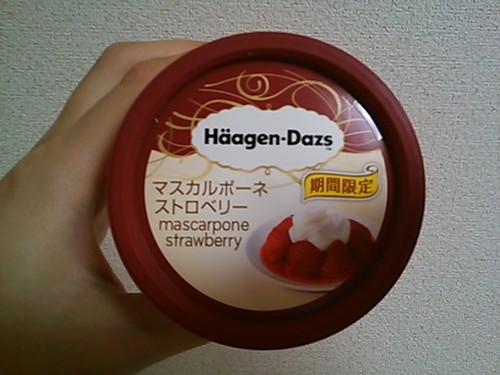 Häagen-Dazs
TM
期間限定
マスカルポーネ
ストロベリー
mascarpone
strawberry